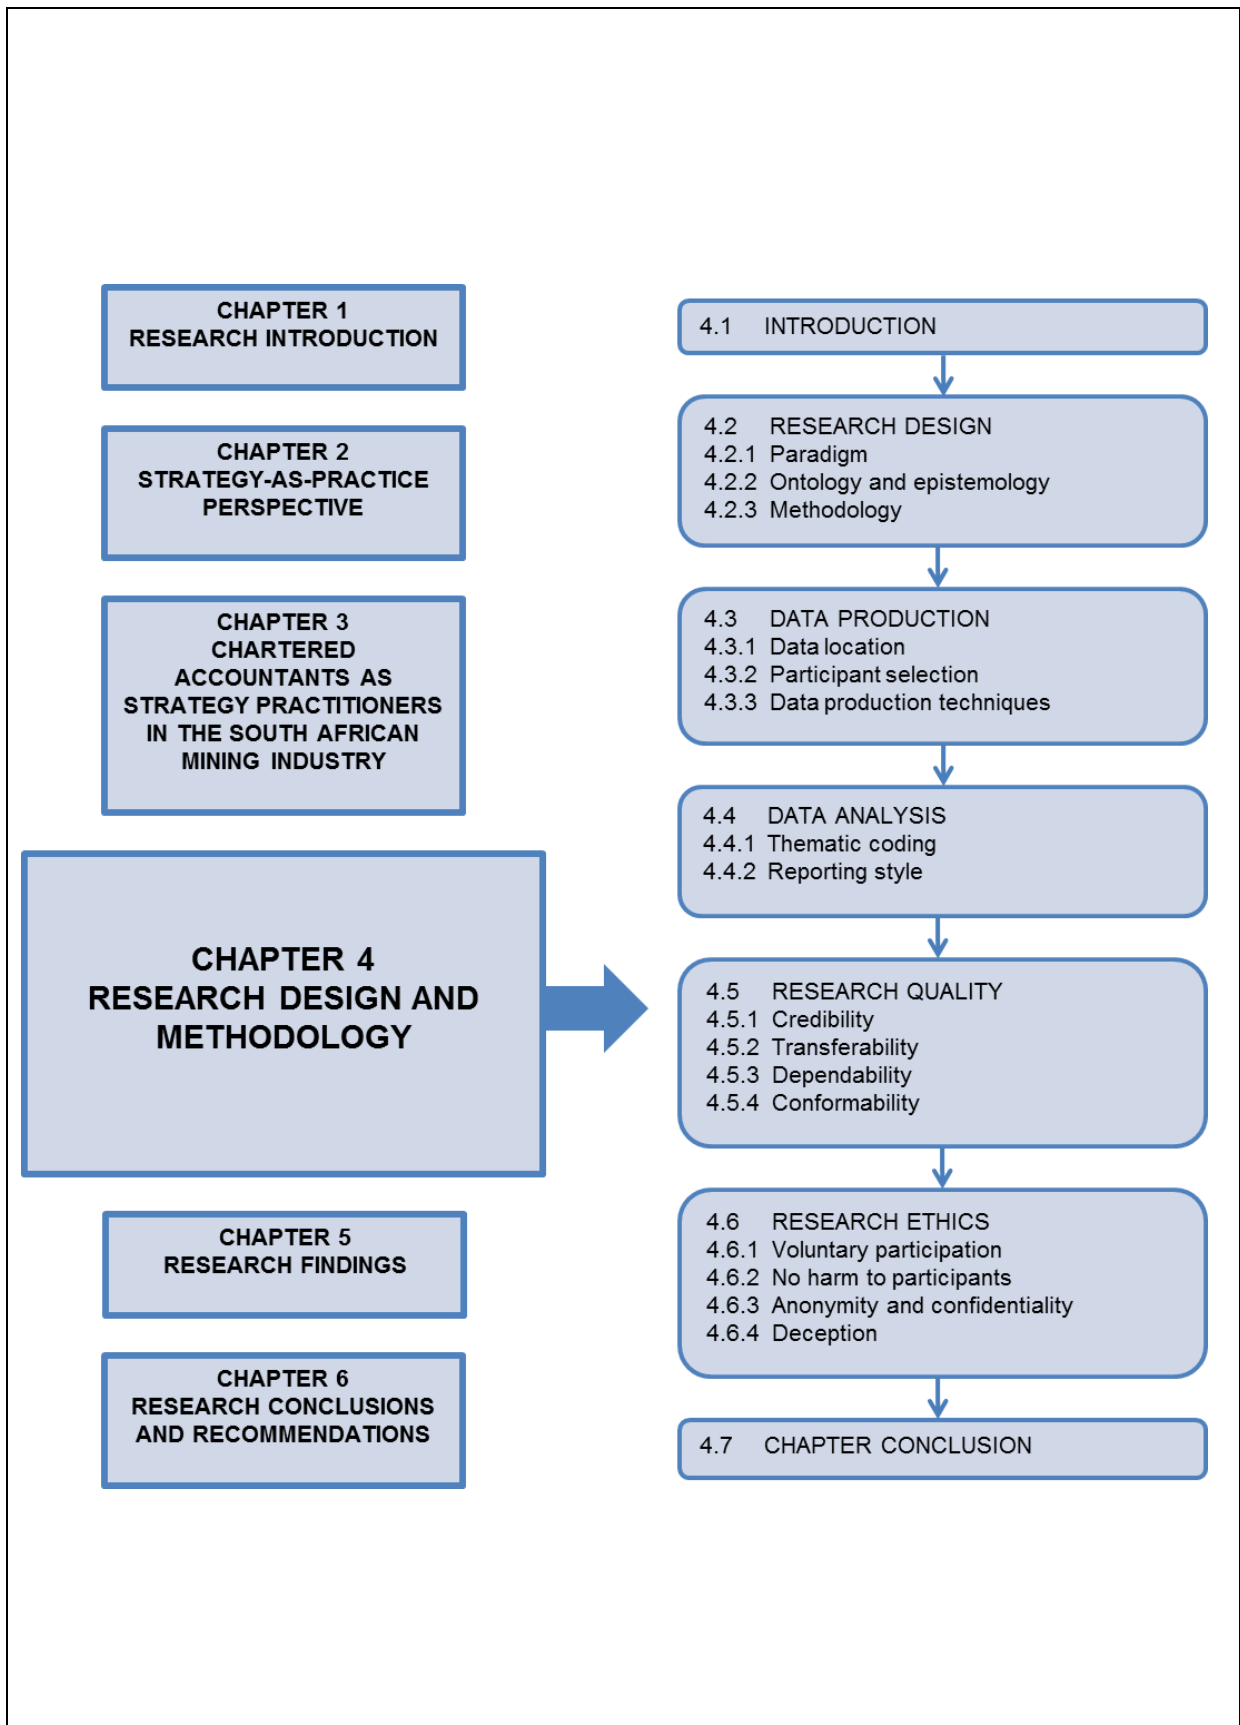 CHAPTER 1
RESEARCH INTRODUCTION
CHAPTER 2
STRATEGY-AS-PRACTICE
PERSPECTIVE
CHAPTER 3
CHARTERED
ACCOUNTANTS AS
STRATEGY PRACTITIONERS
IN THE SOUTH AFRICAN
MINING INDUSTRY
CHAPTER 4
RESEARCH DESIGN AND
METHODOLOGY
CHAPTER 5
RESEARCH FINDINGS
CHAPTER 6
RESEARCH CONCLUSIONS
AND RECOMMENDATIONS
4.1 INTRODUCTION
4.2 RESEARCH DESIGN
4.2.1 Paradigm
4.2.2 Ontology and epistemology
4.2.3 Methodology
4.3 DATA PRODUCTION
4.3.1 Data location
4.3.2 Participant selection
4.3.3 Data production techniques
4.4 DATA ANALYSIS
4.4.1 Thematic coding
4.4.2 Reporting style
4.5 RESEARCH QUALITY
4.5.1 Credibility
4.5.2 Transferability
4.5.3 Dependability
4.5.4 Conformability
4.6 RESEARCH ETHICS
4.6.1 Voluntary participation
4.6.2 No harm to participants
4.6.3 Anonymity and confidentiality
4.6.4 Deception
4.7 CHAPTER CONCLUSION